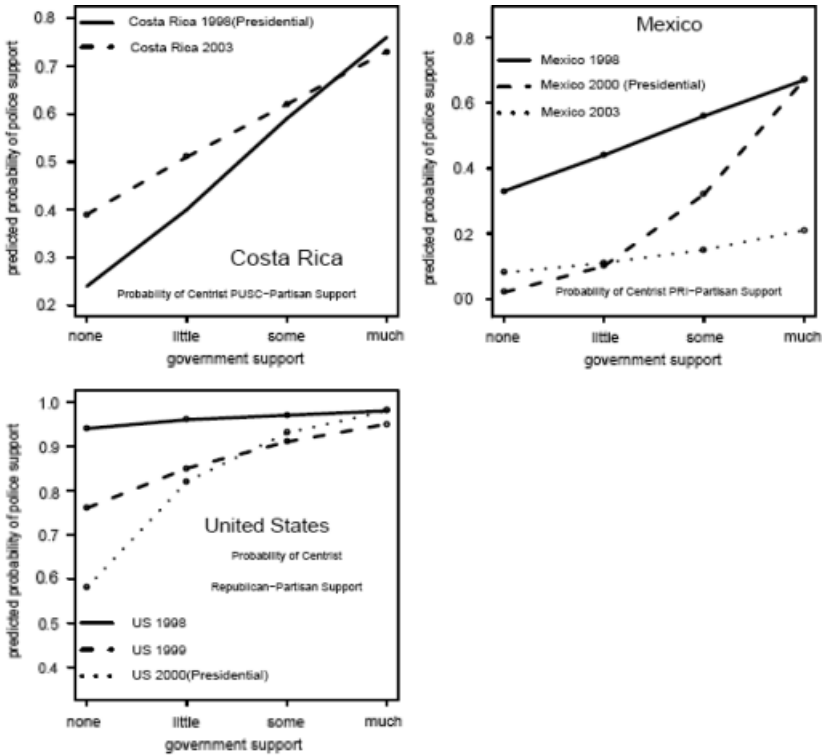 predicted probability of police support
0.8
0.7
0.6
0.5
0.4
0.3
0.2
Costa Rica 1998(Presidential)
Costa Rica 2003
Costa Rica
Probability of Centrist PUSC-Partisan Support
none little some much
government support
predicted probability of police support
0.8
0.6
0.4
0.2
00
Mexico
Mexico 1998
Mexico 2000 (Presidential)
Mexico 2003
Probability of Centrist PRI-Partisan Support
none little some much
government support
predicted probability of police support
1.0
0.9
0.8
0.7
0.6
0.5
0.4
United States
Probability of Centrist
Republican-Partisan Support
US 1998
US 1999
US 2000(Presidential)
none little some much
government support